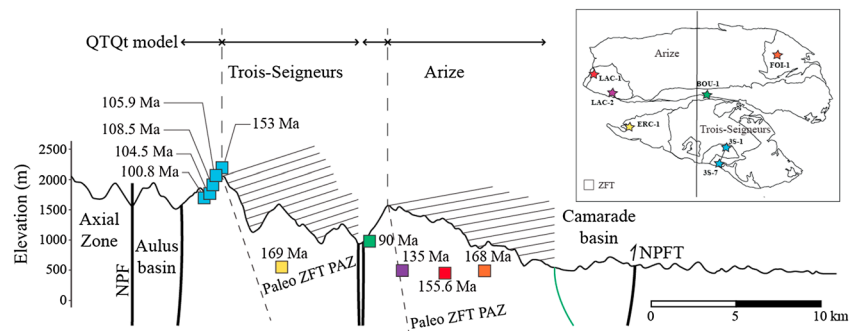 QTQt model
Trois-Seigneurs
Arize
105.9 Ma
108.5 Ma
104.5 Ma
100.8 Ma
153 Ma
Elevation (m)
2500
2000
1500
1000
500
0
Axial
Zone
NPF
Aulus
basin
169 Ma
Paleo ZFT PAZ
90 Ma
135 Ma
155.6 Ma
168 Ma
Paleo ZFT PAZ
Camarade
basin
NPFT
0 5 10 km
Arize
FOI-1
LAC-1
LAC-2
BOU-1
ERC-1
Trois-Seigneurs
3S-1
3S-7
ZFT